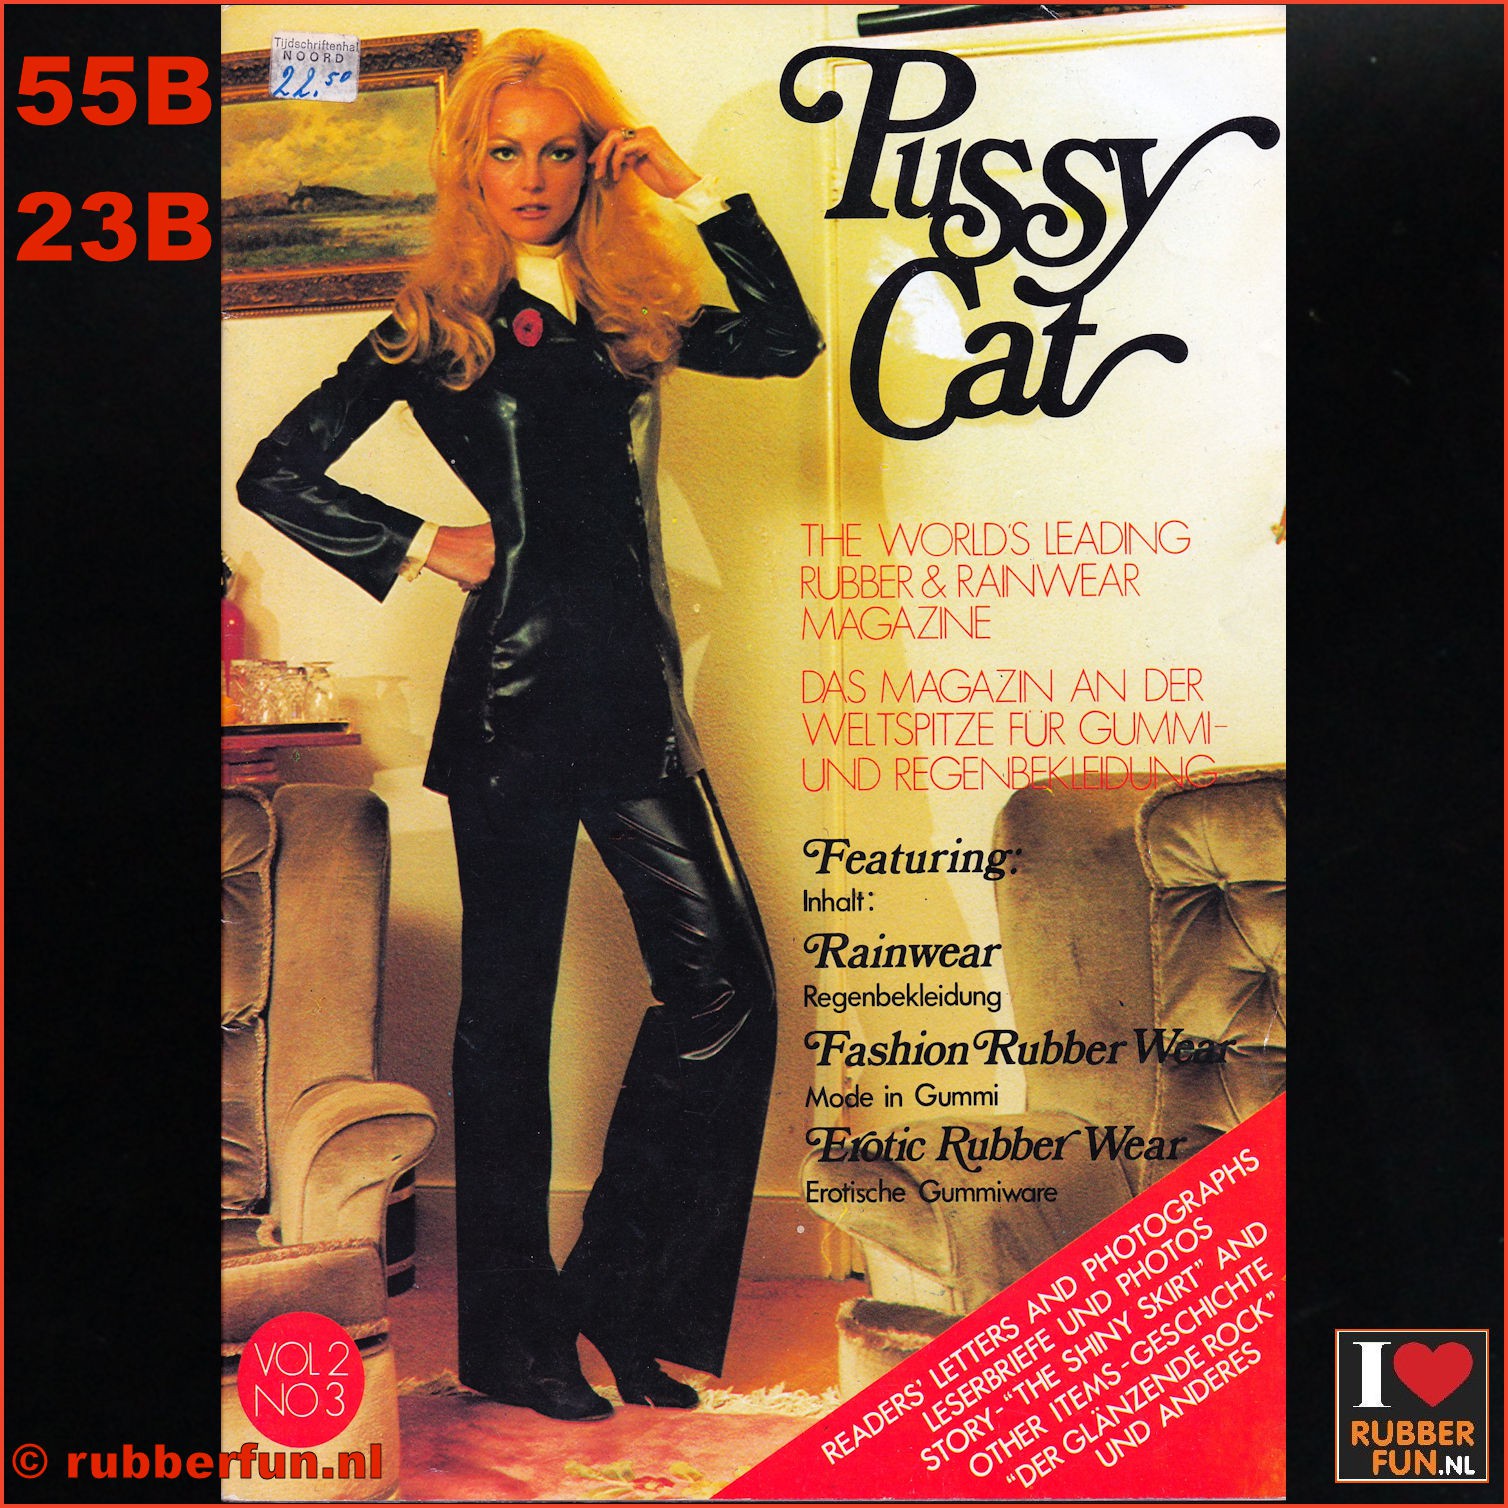 55B
23B
Tijdschriftenhal
NOORD
22.50
Pussy
Cat
THE WORLD'S LEADING
RUBBER & RAINWEAR
MAGAZINE
DAS MAGAZIN AN DER
WELTSPITZE FÜR GUMMI-
UND REGENBEKLEIDUNG
Featuring:
Inhalt:
Rainwear
Regenbekleidung
Fashion Rubber Wear
Mode in Gummi
Erotic Rubber Wear
Erotische Gummiware
READERS' LETTERS AND PHOTOGRAPHS
LESERBRIEFE UND PHOTOS
STORY-"THE SHINY SKIRT" AND
OTHER ITEMS-GESCHICHTE
"DER GLÄNZENDE ROCK"
UND ANDERES
VOL 2
NO 3
© rubberfun.nl
I
RUBBER
FUN.NL